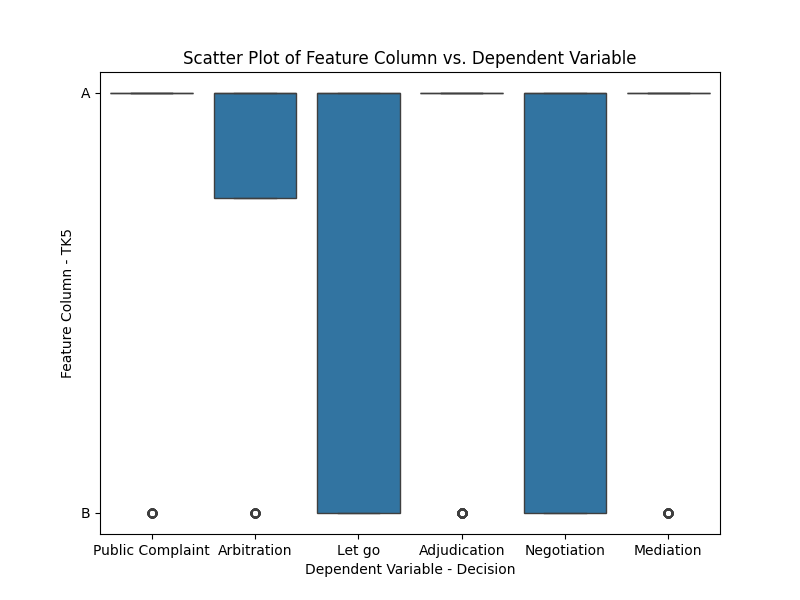 Scatter Plot of Feature Column vs. Dependent Variable
A
B
Feature Column - TK5
Public Complaint Arbitration Let go Adjudication Negotiation Mediation
Dependent Variable - Decision